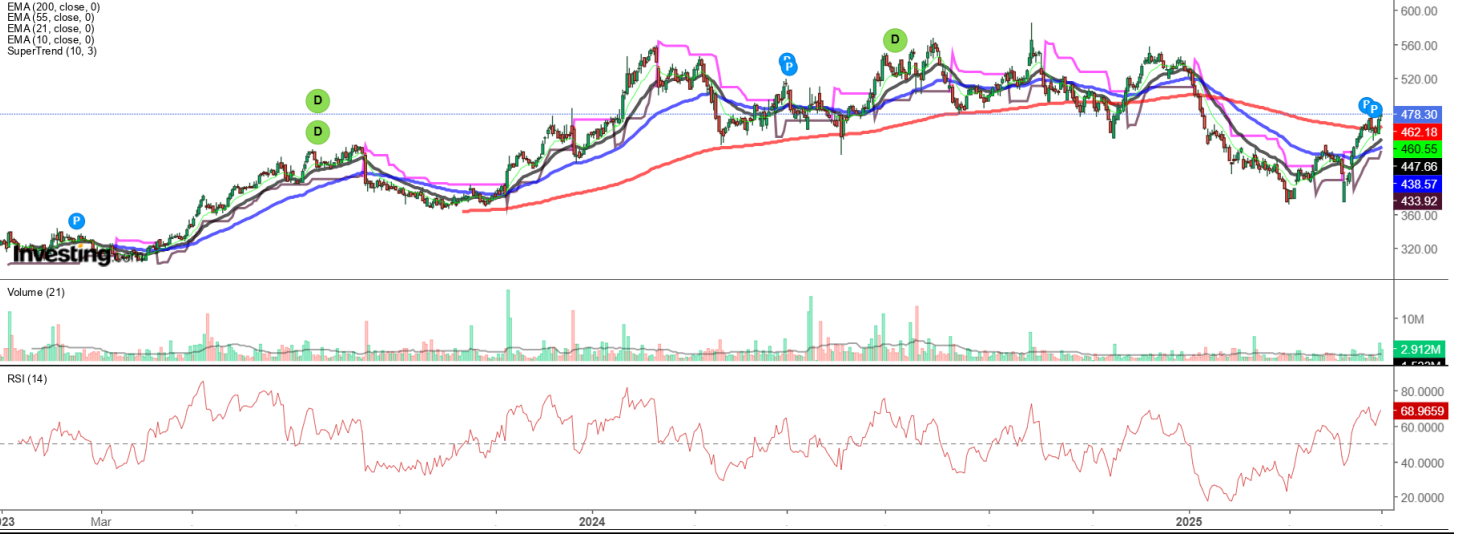 EMA (200, close, 0)
EMA (55, close, 0)
EMA (21, close, 0)
EMA (10, close, 0)
SuperTrend (10, 3)
600.00
560.00
520.00
478.30
462.18
460.55
447.66
438.57
433.92
360.00
320.00
D
D
P
P
D
P
P
Investing.com
Volume (21)
10M
2.912M
RSI (14)
80.0000
68.9659
60.0000
40.0000
20.0000
2023
Mar
2024
2025